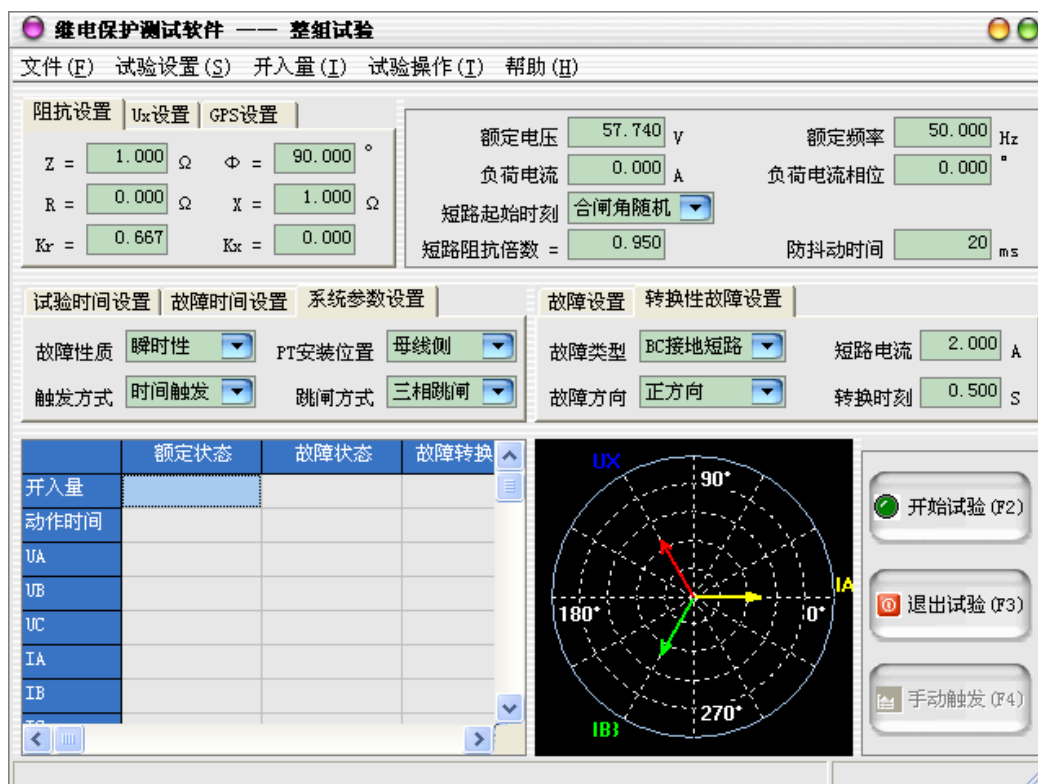 继电保护测试软件 —— 整组试验
文件(F) 试验设置(S) 开入量(I) 试验操作(T) 帮助(H)
阻抗设置 Ux设置 GPS设置
Z = 1.000 Ω Φ = 90.000 °
R = 0.000 Ω X = 1.000 Ω
Kr = 0.667 Kx = 0.000
额定电压 57.740 V 额定频率 50.000 Hz
负荷电流 0.000 A 负荷电流相位 0.000 °
短路起始时刻 合闸角随机
短路阻抗倍数 = 0.950 防抖动时间 20 ms
试验时间设置 故障时间设置 系统参数设置
故障性质 瞬时性 PT安装位置 母线侧
触发方式 时间触发 跳闸方式 三相跳闸
故障设置 转换性故障设置
故障类型 BC接地短路 短路电流 2.000 A
故障方向 正方向 转换时刻 0.500 S
额定状态 故障状态 故障转换
开入量
动作时间
UA
UB
UC
IA
IB
UX
90°
IA
180° 0°
270°
开始试验(F2)
退出试验(F3)
手动触发(F4)